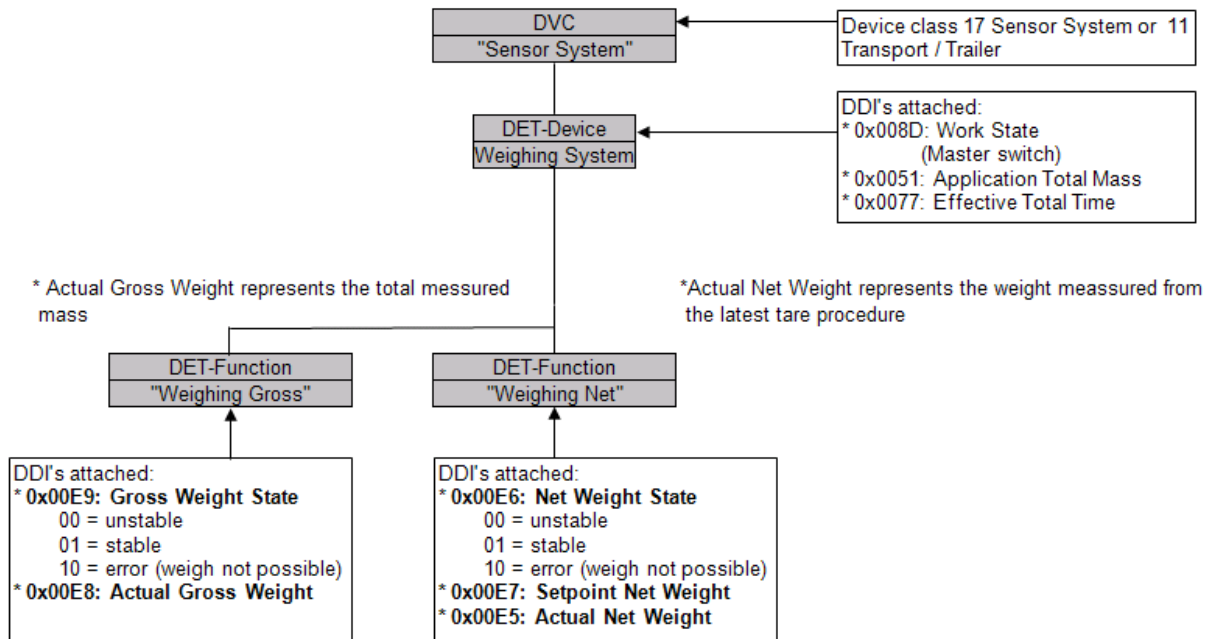 DVC
"Sensor System"
Device class 17 Sensor System or 11
Transport / Trailer
DET-Device
Weighing System
DDI's attached:
* 0x008D: Work State
(Master switch)
* 0x0051: Application Total Mass
* 0x0077: Effective Total Time
* Actual Gross Weight represents the total messured
mass
*Actual Net Weight represents the weight meassured from
the latest tare procedure
DET-Function
"Weighing Gross"
DET-Function
"Weighing Net"
DDI's attached:
* 0x00E9: Gross Weight State
00 = unstable
01 = stable
10 = error (weigh not possible)
* 0x00E8: Actual Gross Weight
DDI's attached:
* 0x00E6: Net Weight State
00 = unstable
01 = stable
10 = error (weigh not possible)
* 0x00E7: Setpoint Net Weight
* 0x00E5: Actual Net Weight